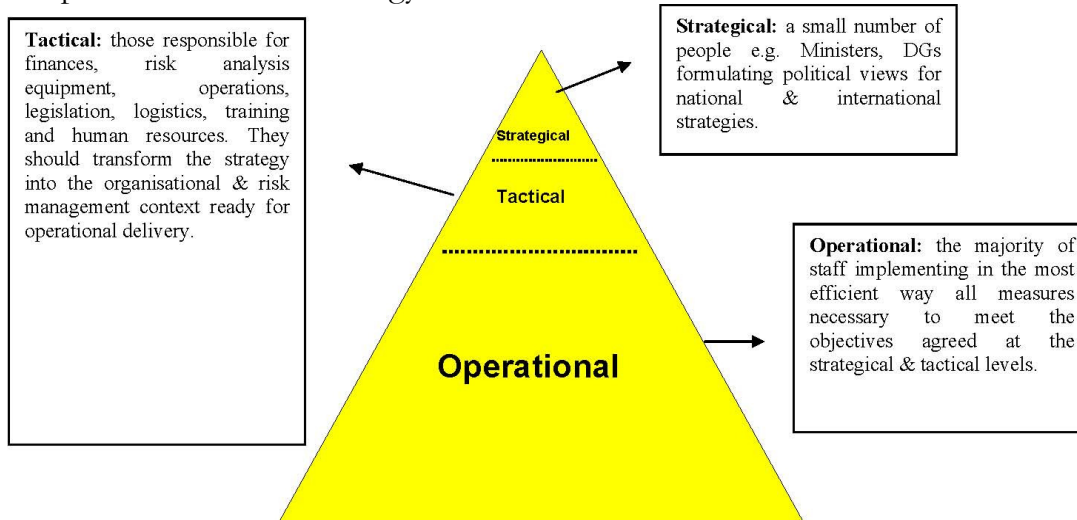 Tactical: those responsible for
finances, risk analysis
equipment, operations,
legislation, logistics, training
and human resources. They
should transform the strategy
into the organisational & risk
management context ready for
operational delivery.
Strategical: a small number of
people e.g. Ministers, DGs
formulating political views for
national & international
strategies.
Strategical
Tactical
Operational: the majority of
staff implementing in the most
efficient way all measures
necessary to meet the
objectives agreed at the
strategical & tactical levels.
Operational